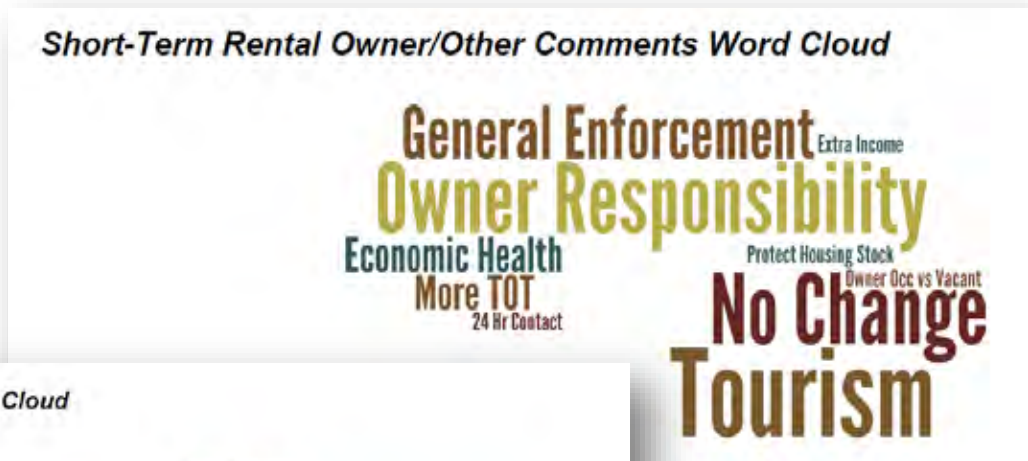 Short-Term Rental Owner/Other Comments Word Cloud
General Enforcement
Extra Income
Owner Responsibility
Economic Health
Protect Housing Stock
More TOT
Owner Occ vs Vacant
24 Hr Contact
No Change
Tourism
Cloud